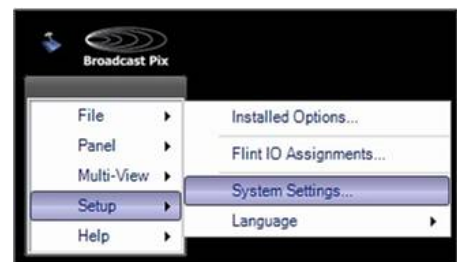 Broadcast Pix
File
Panel
Multi-View
Setup
Help
Installed Options...
Flint IO Assignments...
System Settings...
Language